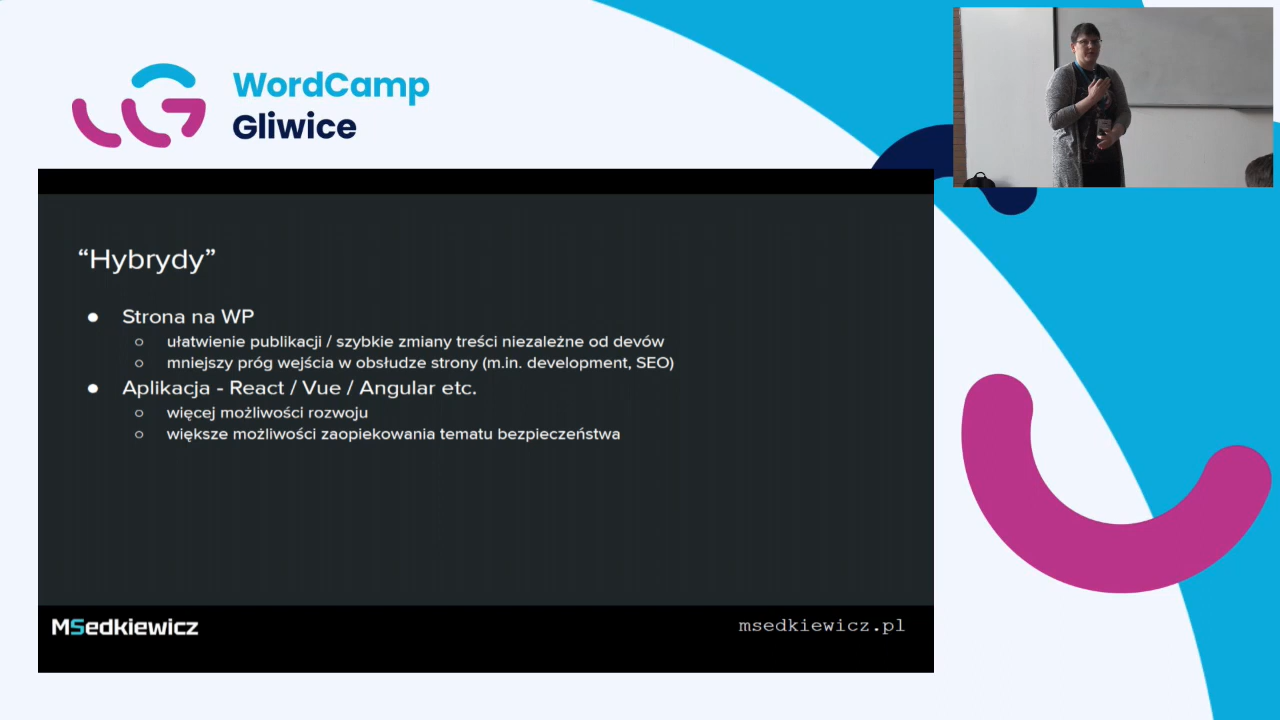 WordCamp
Gliwice
“Hybrydy”
● Strona na WP
○ ułatwienie publikacji / szybkie zmiany treści niezależne od devów
○ mniejszy próg wejścia w obsłudze strony (m.in. development, SEO)
● Aplikacja - React / Vue / Angular etc.
○ więcej możliwości rozwoju
○ większe możliwości zaopiekowania tematu bezpieczeństwa
MSedkiewicz
msedkiewicz.pl